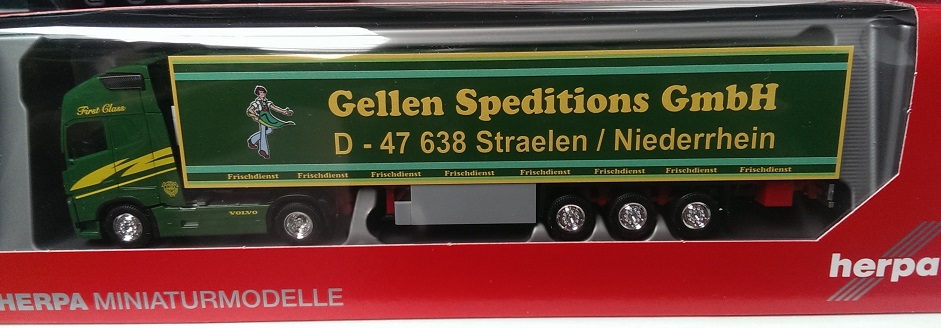 First Class
Gellen Speditions GmbH
D - 47 638 Straelen / Niederrhein
Frischdienst Frischdienst Frischdienst Frischdienst Frischdienst Frischdienst Frischdienst
VOLVO
herpa
HERPA MINIATURMODELLE